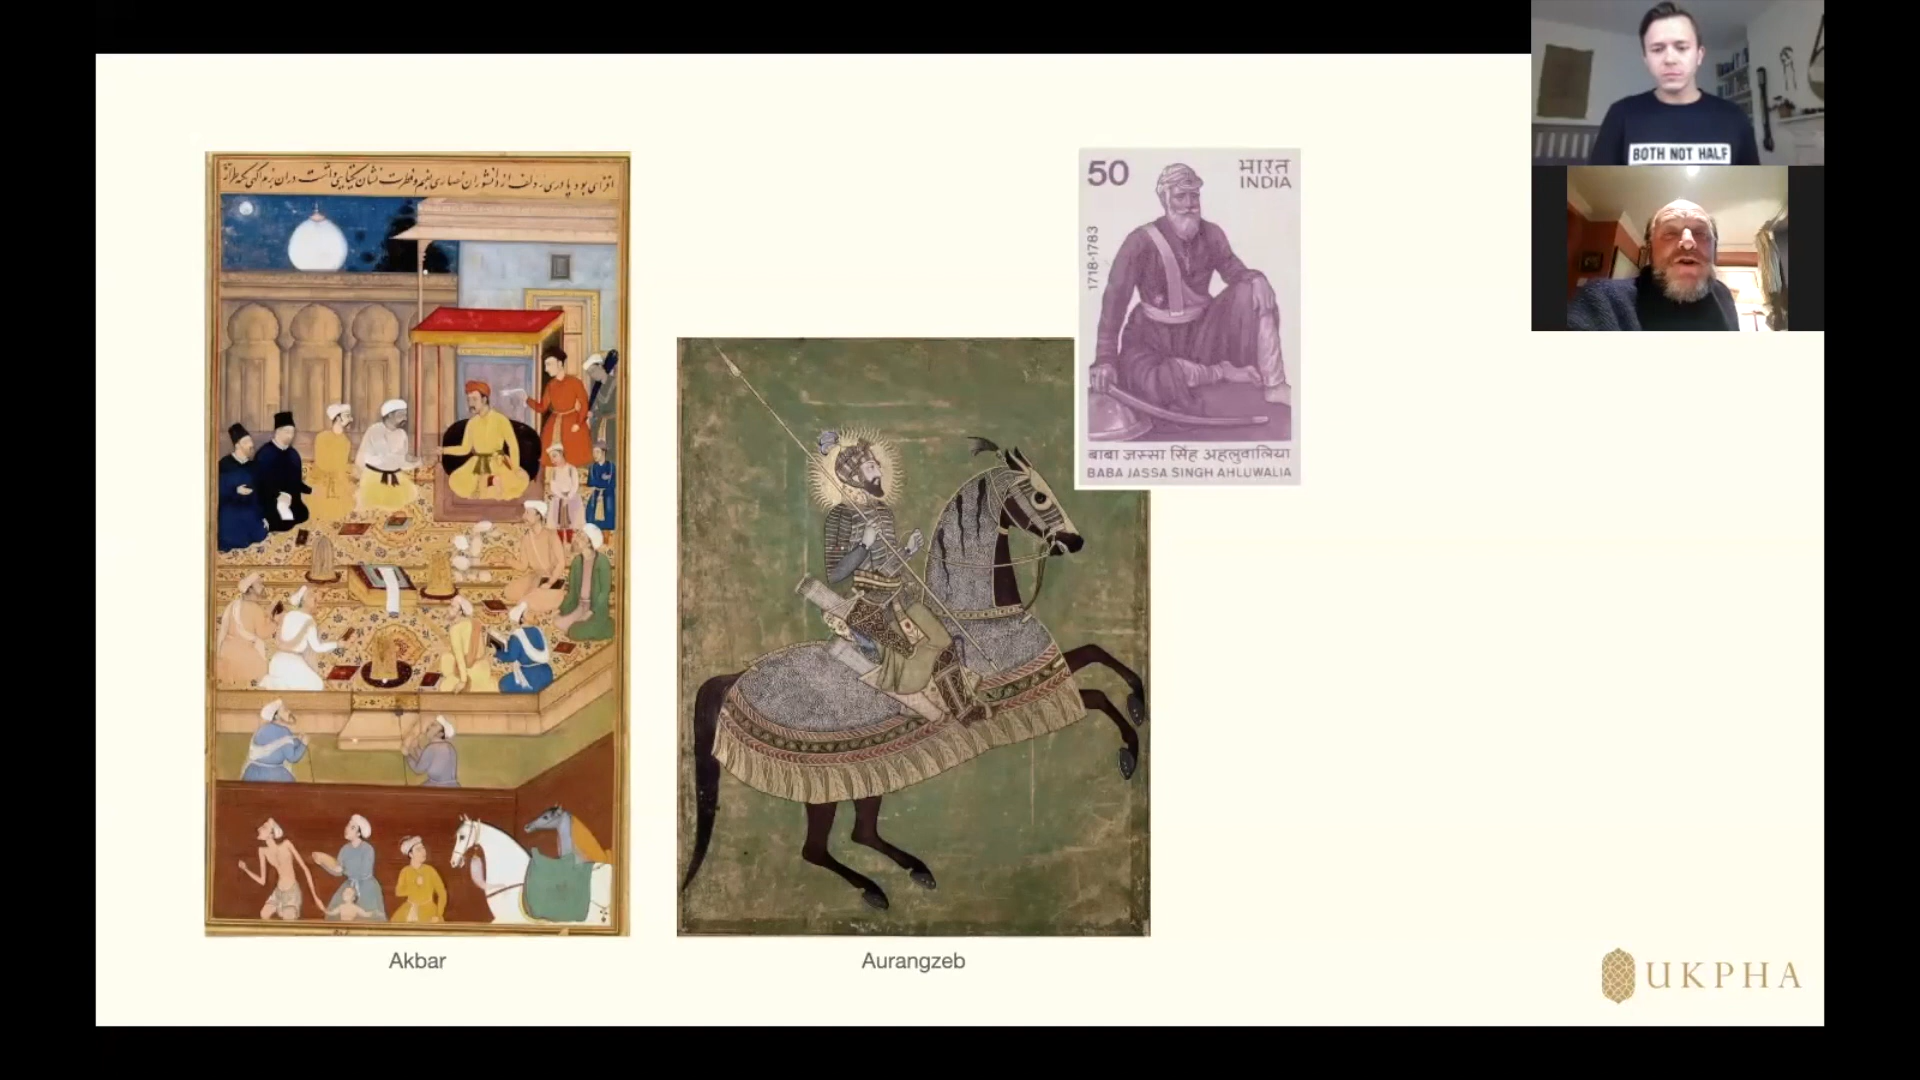 50
भारत
INDIA
1718-1783
बाबा जस्सा सिंह अहलुवालिया
BABA JASSA SINGH AHLUWALIA
Akbar
Aurangzeb
BOTH NOT HALF
UKPHA